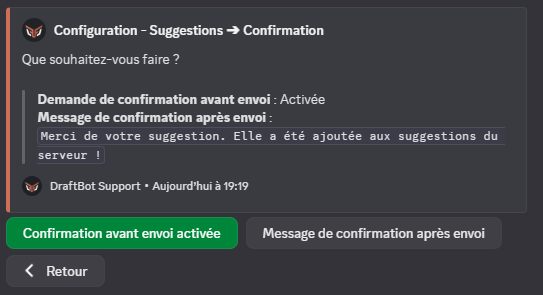 Configuration - Suggestions ➔ Confirmation
Que souhaitez-vous faire ?
Demande de confirmation avant envoi : Activée
Message de confirmation après envoi :
Merci de votre suggestion. Elle a été ajoutée aux suggestions du
serveur !
DraftBot Support • Aujourd'hui à 19:19
Confirmation avant envoi activée
Message de confirmation après envoi
Retour